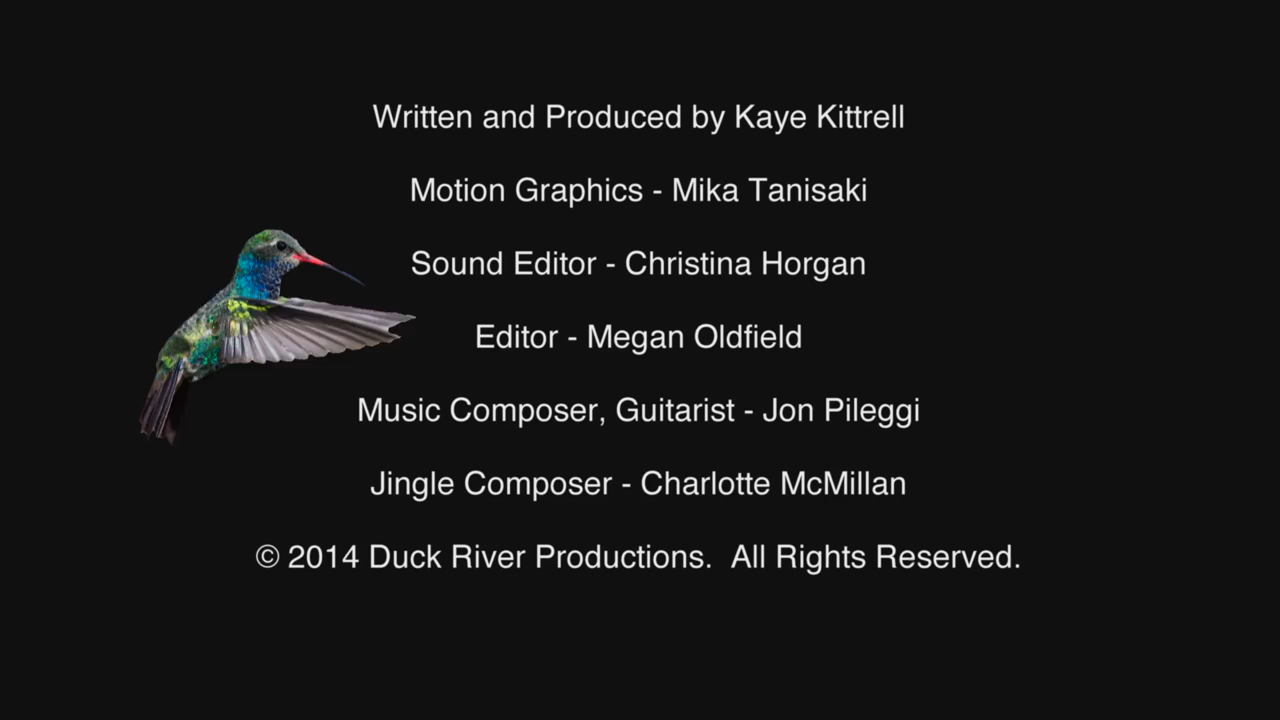 Written and Produced by Kaye Kittrell
Motion Graphics - Mika Tanisaki
Sound Editor - Christina Horgan
Editor - Megan Oldfield
Music Composer, Guitarist - Jon Pileggi
Jingle Composer - Charlotte McMillan
© 2014 Duck River Productions.  All Rights Reserved.